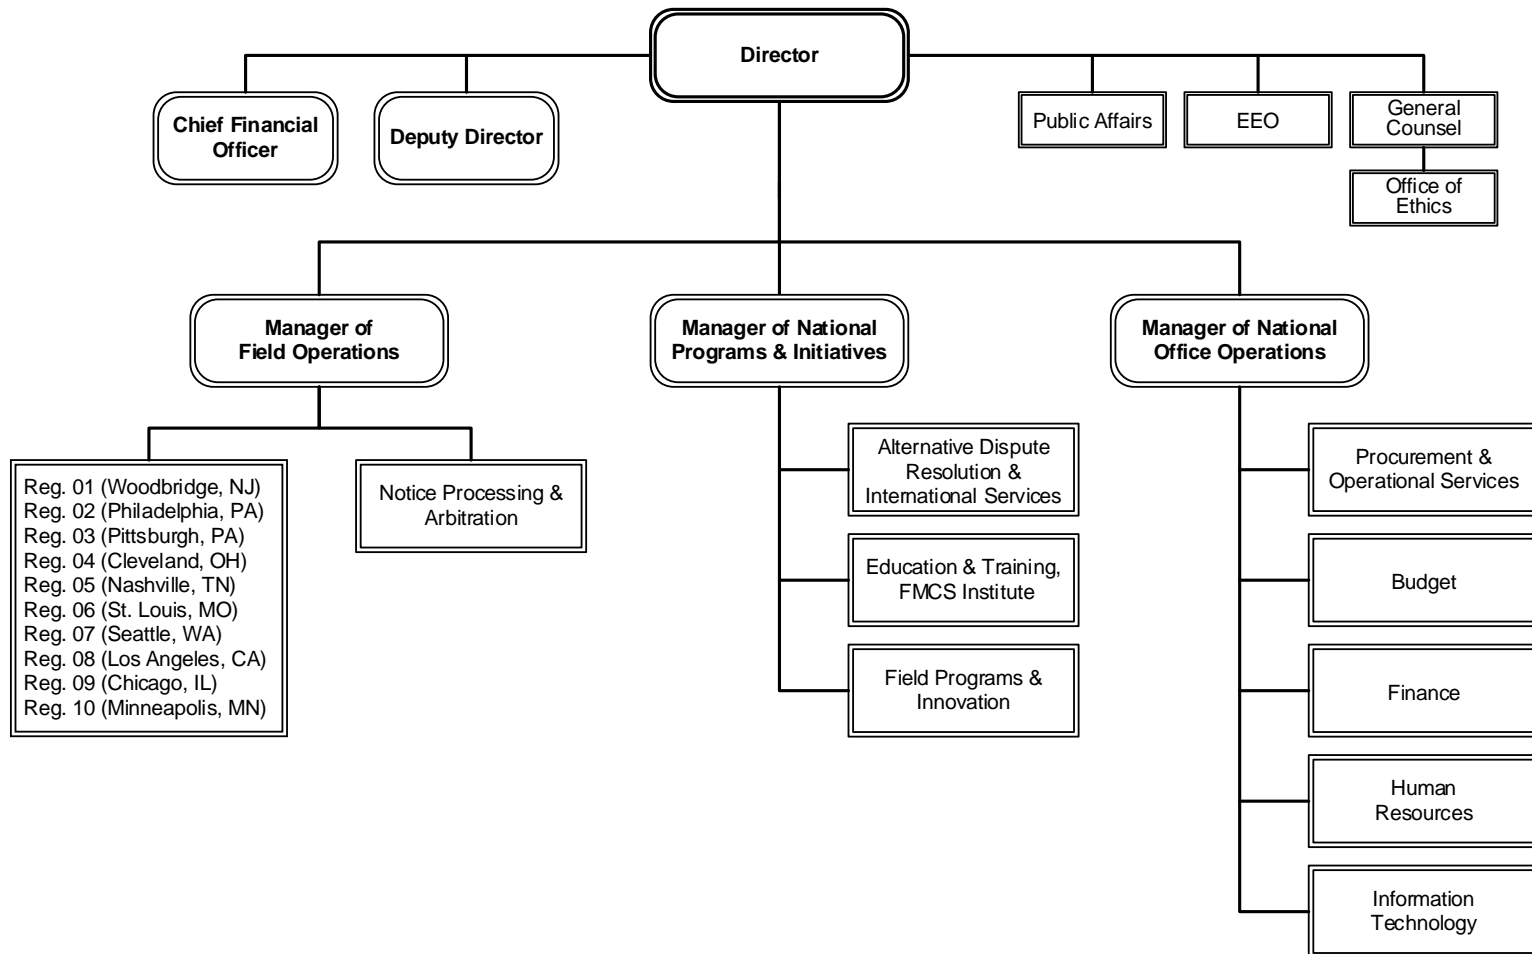 Director
Chief Financial
Officer
Deputy Director
Public Affairs
EEO
General
Counsel
Office of
Ethics
Manager of
Field Operations
Manager of National
Programs & Initiatives
Manager of National
Office Operations
Reg. 01 (Woodbridge, NJ)
Reg. 02 (Philadelphia, PA)
Reg. 03 (Pittsburgh, PA)
Reg. 04 (Cleveland, OH)
Reg. 05 (Nashville, TN)
Reg. 06 (St. Louis, MO)
Reg. 07 (Seattle, WA)
Reg. 08 (Los Angeles, CA)
Reg. 09 (Chicago, IL)
Reg. 10 (Minneapolis, MN)
Notice Processing &
Arbitration
Alternative Dispute
Resolution &
International Services
Education & Training,
FMCS Institute
Field Programs &
Innovation
Procurement &
Operational Services
Budget
Finance
Human
Resources
Information
Technology